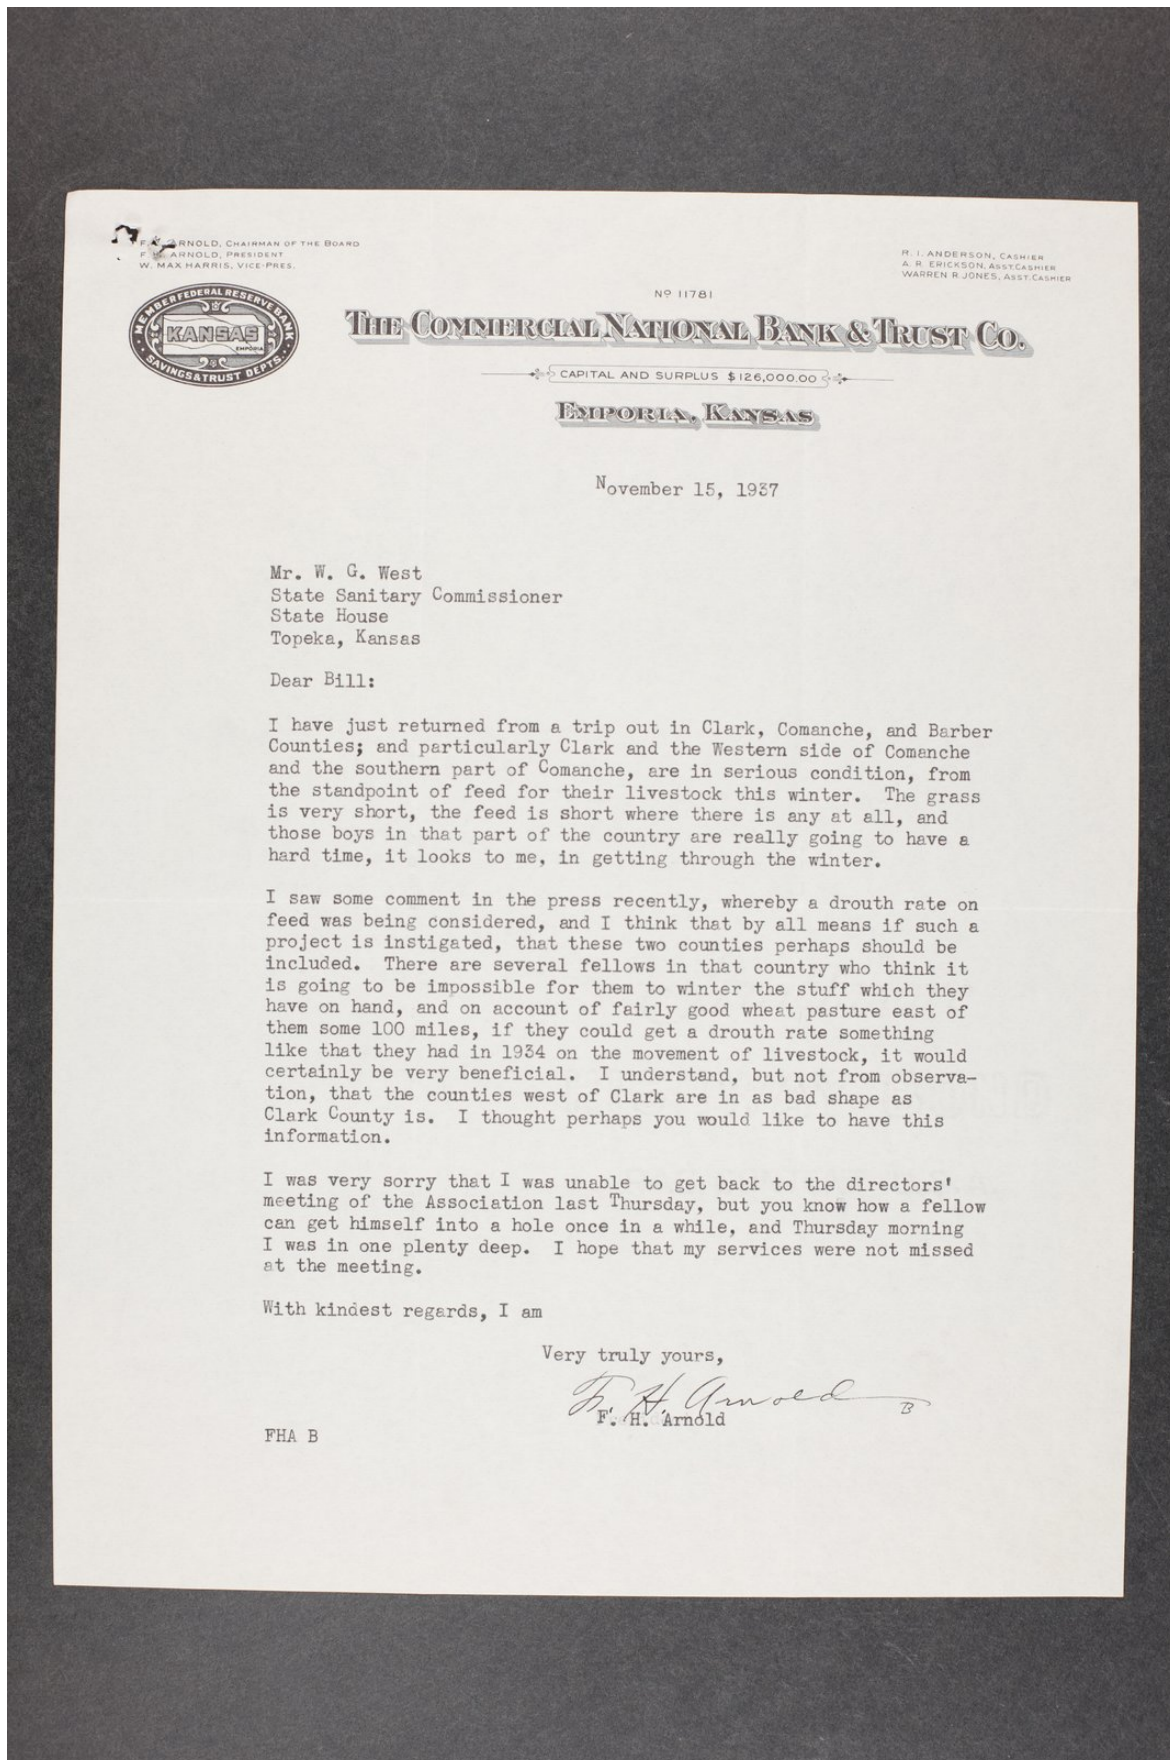 ARNOLD, CHAIRMAN OF THE BOARD
F. H. ARNOLD, PRESIDENT
W. MAX HARRIS, VICE-PRES.
R. I. ANDERSON, CASHIER
A. R. ERICKSON, ASST. CASHIER
WARREN R. JONES, ASST. CASHIER
No 11781
MEMBER FEDERAL RESERVE BANK
KANSAS
EMPORIA
SAVINGS & TRUST DEPTS.
THE COMMERCIAL NATIONAL BANK & TRUST CO.
CAPITAL AND SURPLUS $126,000.00
EMPORIA, KANSAS
November 15, 1937
Mr. W. G. West
State Sanitary Commissioner
State House
Topeka, Kansas
Dear Bill:
I have just returned from a trip out in Clark, Comanche, and Barber
Counties; and particularly Clark and the Western side of Comanche
and the southern part of Comanche, are in serious condition, from
the standpoint of feed for their livestock this winter. The grass
is very short, the feed is short where there is any at all, and
those boys in that part of the country are really going to have a
hard time, it looks to me, in getting through the winter.
I saw some comment in the press recently, whereby a drouth rate on
feed was being considered, and I think that by all means if such a
project is instigated, that these two counties perhaps should be
included. There are several fellows in that country who think it
is going to be impossible for them to winter the stuff which they
have on hand, and on account of fairly good wheat pasture east of
them some 100 miles, if they could get a drouth rate something
like that they had in 1934 on the movement of livestock, it would
certainly be very beneficial. I understand, but not from observa-
tion, that the counties west of Clark are in as bad shape as
Clark County is. I thought perhaps you would like to have this
information.
I was very sorry that I was unable to get back to the directors'
meeting of the Association last Thursday, but you know how a fellow
can get himself into a hole once in a while, and Thursday morning
I was in one plenty deep. I hope that my services were not missed
at the meeting.
With kindest regards, I am
Very truly yours,
F. H. Arnold B
F. H. Arnold
FHA B